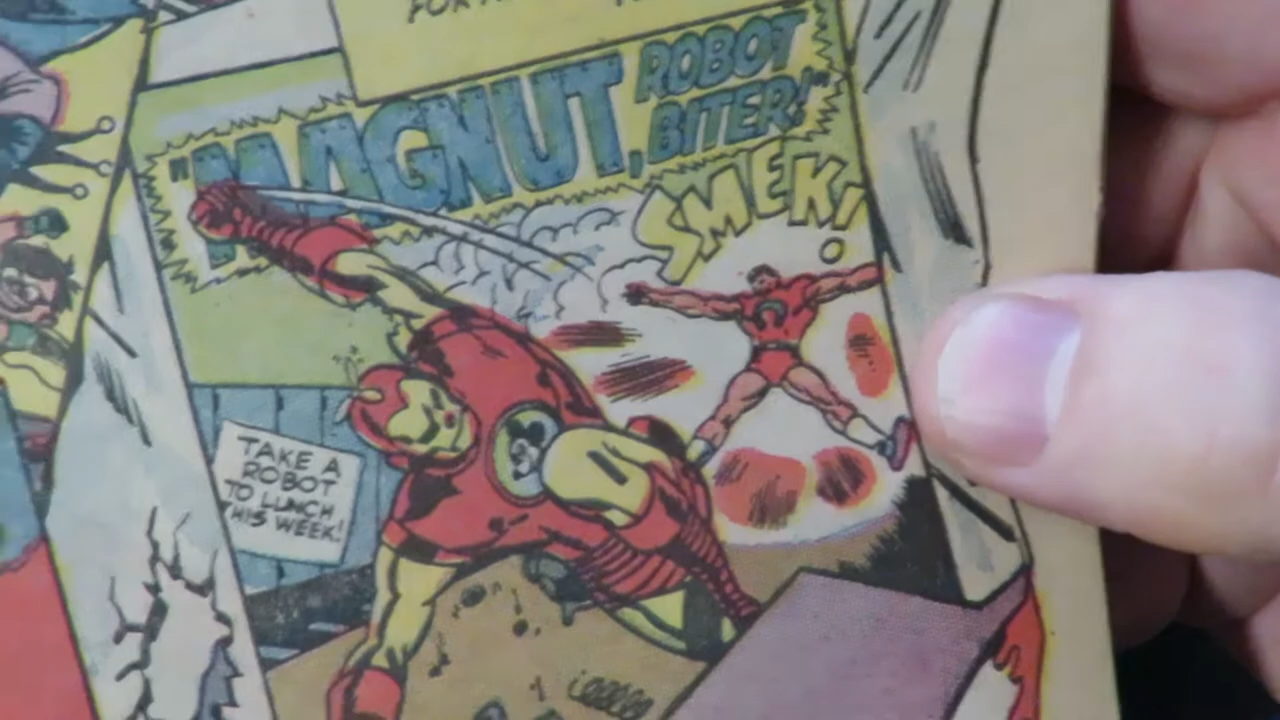 "MAGNUT, ROBOT
BITER!"
SMEK!
TAKE A
ROBOT
TO LUNCH
THIS WEEK!